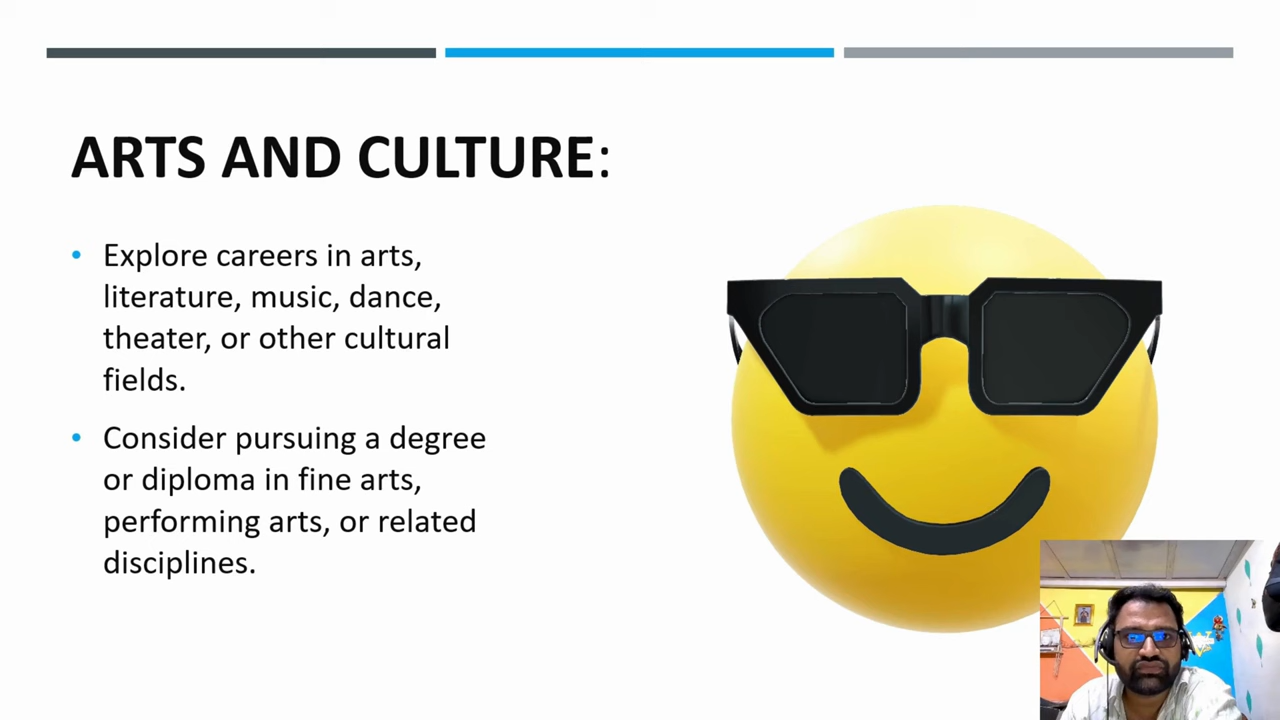 ARTS AND CULTURE:
• Explore careers in arts,
literature, music, dance,
theater, or other cultural
fields.
• Consider pursuing a degree
or diploma in fine arts,
performing arts, or related
disciplines.